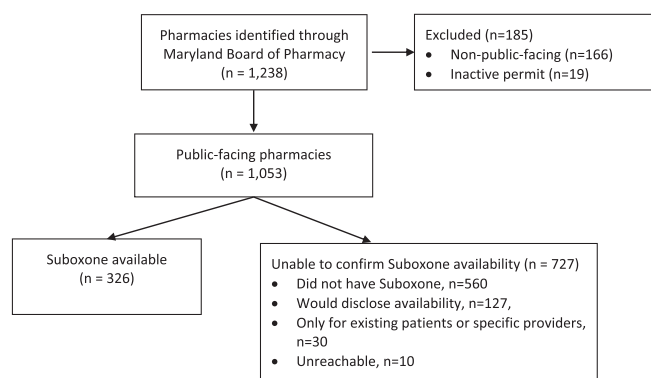 Pharmacies identified through
Maryland Board of Pharmacy
(n = 1,238)
Excluded (n=185)
• Non-public-facing (n=166)
• Inactive permit (n=19)
Public-facing pharmacies
(n = 1,053)
Suboxone available
(n = 326)
Unable to confirm Suboxone availability (n = 727)
• Did not have Suboxone, n=560
• Would disclose availability, n=127,
• Only for existing patients or specific providers,
n=30
• Unreachable, n=10